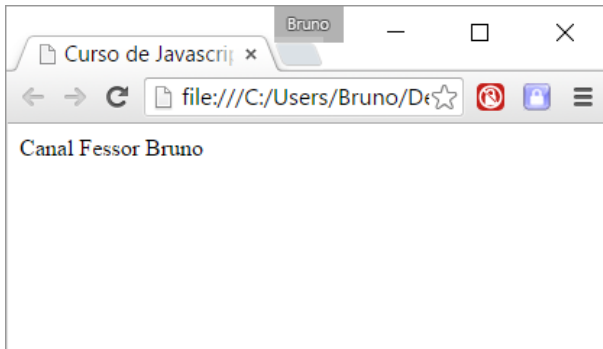 Bruno
Curso de Javascrip
file:///C:/Users/Bruno/De
Canal Fessor Bruno